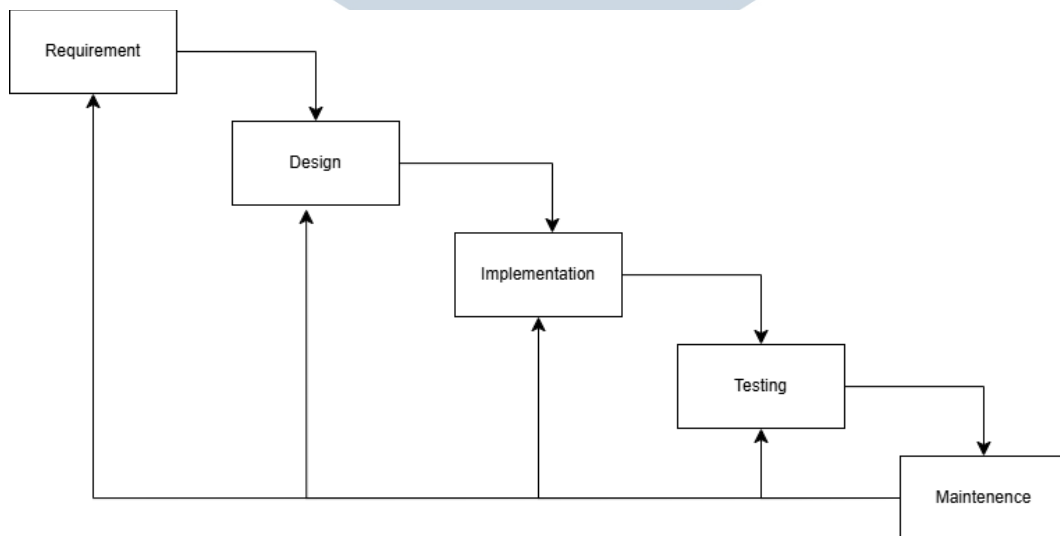 Requirement
Design
Implementation
Testing
Maintenence